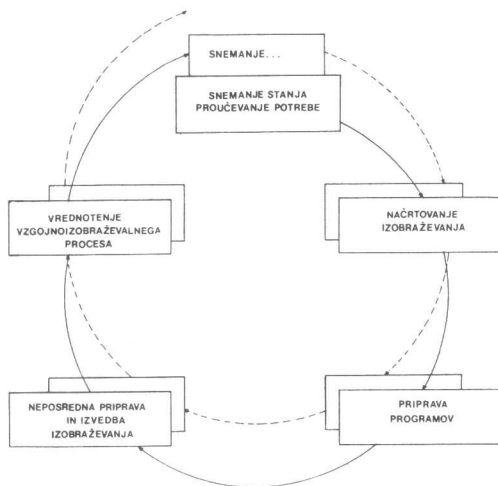 SNEMANJE...
SNEMANJE STANJA
PROUČEVANJE POTREBE
NAČRTOVANJE
IZOBRAŽEVANJA
PRIPRAVA
PROGRAMOV
NEPOSREDNA PRIPRAVA
IN IZVEDBA
IZOBRAŽEVANJA
VREDNOTENJE
VZGOJNOIZOBRAŽEVALNEGA
PROCESA